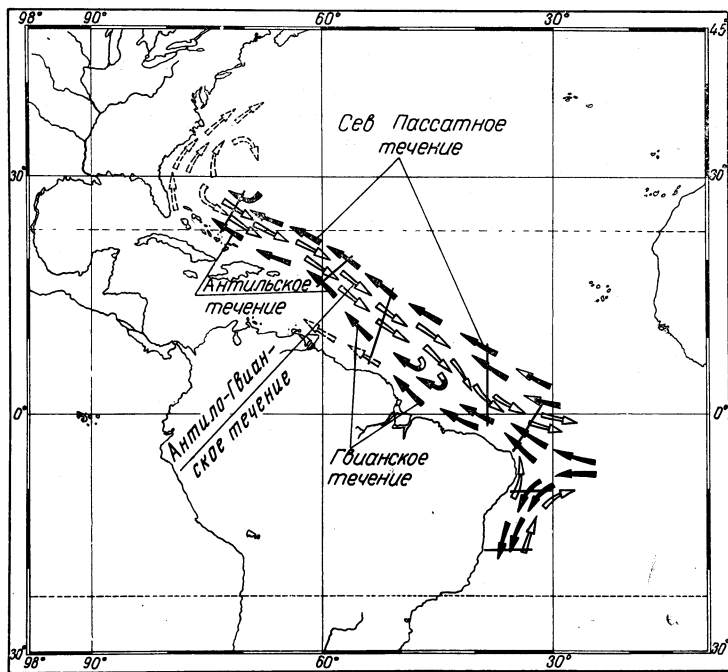 98° 90° 60° 30° 45°
Сев Пассатное
течение
30° 30°
Антильское
течение
Антило-Гвиан-
ское течение
0° 0°
Гвианское
течение
30° 30°
98° 90° 60° 30°